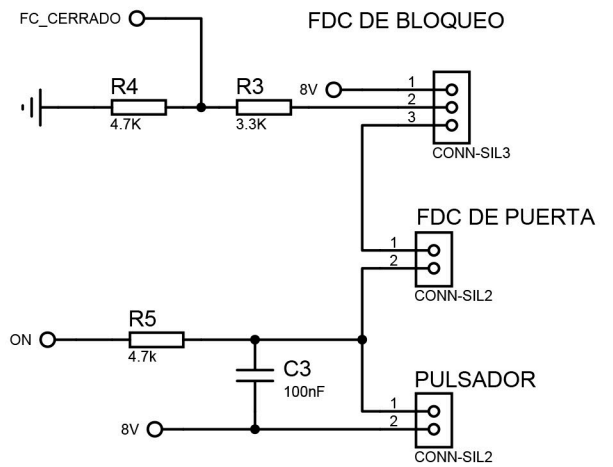 FC_CERRADO
FDC DE BLOQUEO
R4
4.7K
R3
3.3K
8V
1
2
3
CONN-SIL3
FDC DE PUERTA
1
2
CONN-SIL2
ON
R5
4.7k
C3
100nF
8V
PULSADOR
1
2
CONN-SIL2